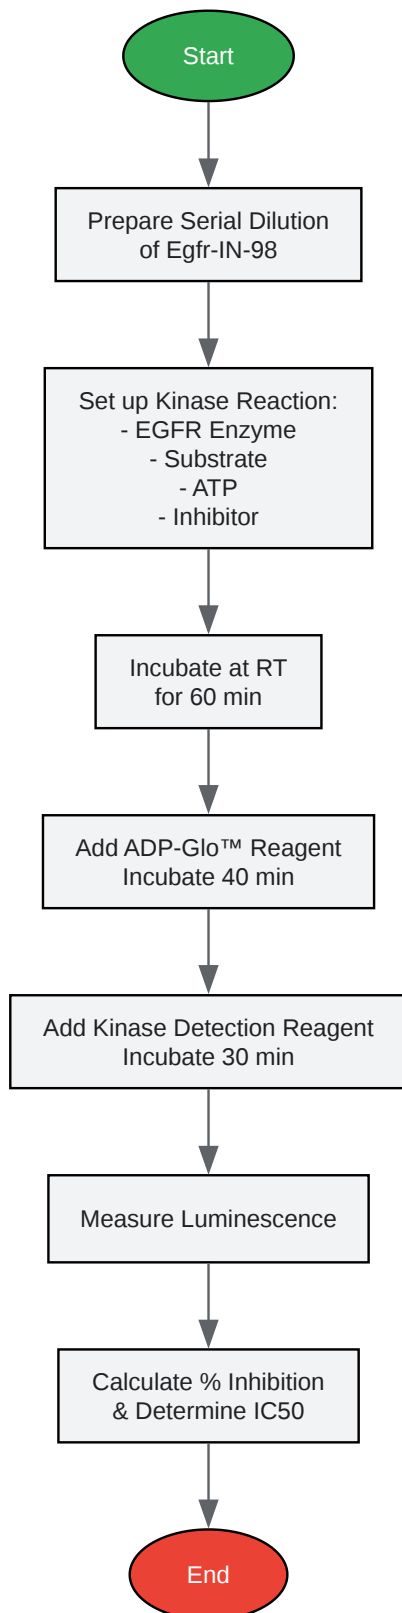 Start
Prepare Serial Dilution
of Egfr-IN-98
Set up Kinase Reaction:
- EGFR Enzyme
- Substrate
- ATP
- Inhibitor
Incubate at RT
for 60 min
Add ADP-Glo™ Reagent
Incubate 40 min
Add Kinase Detection Reagent
Incubate 30 min
Measure Luminescence
Calculate % Inhibition
& Determine IC50
End